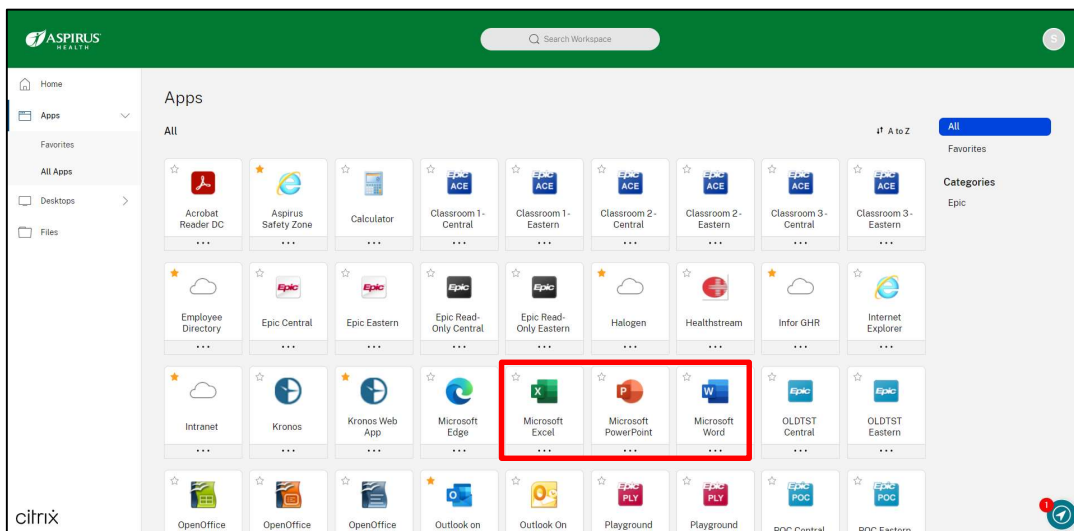 ASPIRUS
HEALTH
Search Workspace
S
Home
Apps
Favorites
All Apps
Desktops
Files
Apps
All
A to Z
All
Favorites
Categories
Epic
Acrobat
Reader DC
Aspirus
Safety Zone
Calculator
Epic
ACE
Classroom 1 -
Central
Epic
ACE
Classroom 1 -
Eastern
Epic
ACE
Classroom 2 -
Central
Epic
ACE
Classroom 2 -
Eastern
Epic
ACE
Classroom 3 -
Central
Epic
ACE
Classroom 3 -
Eastern
Employee
Directory
Epic
Epic Central
Epic
Epic Eastern
Epic
Epic Read-
Only Central
Epic
Epic Read-
Only Eastern
Halogen
Healthstream
Infor GHR
Internet
Explorer
Intranet
Kronos
Kronos Web
App
Microsoft
Edge
X
Microsoft
Excel
P
Microsoft
PowerPoint
W
Microsoft
Word
Epic
OLDTST
Central
Epic
OLDTST
Eastern
OpenOffice
OpenOffice
OpenOffice
Outlook on
Outlook On
Epic
PLY
Playground
Epic
PLY
Playground
Epic
POC
POC Central
Epic
POC
POC Eastern
citrix
1